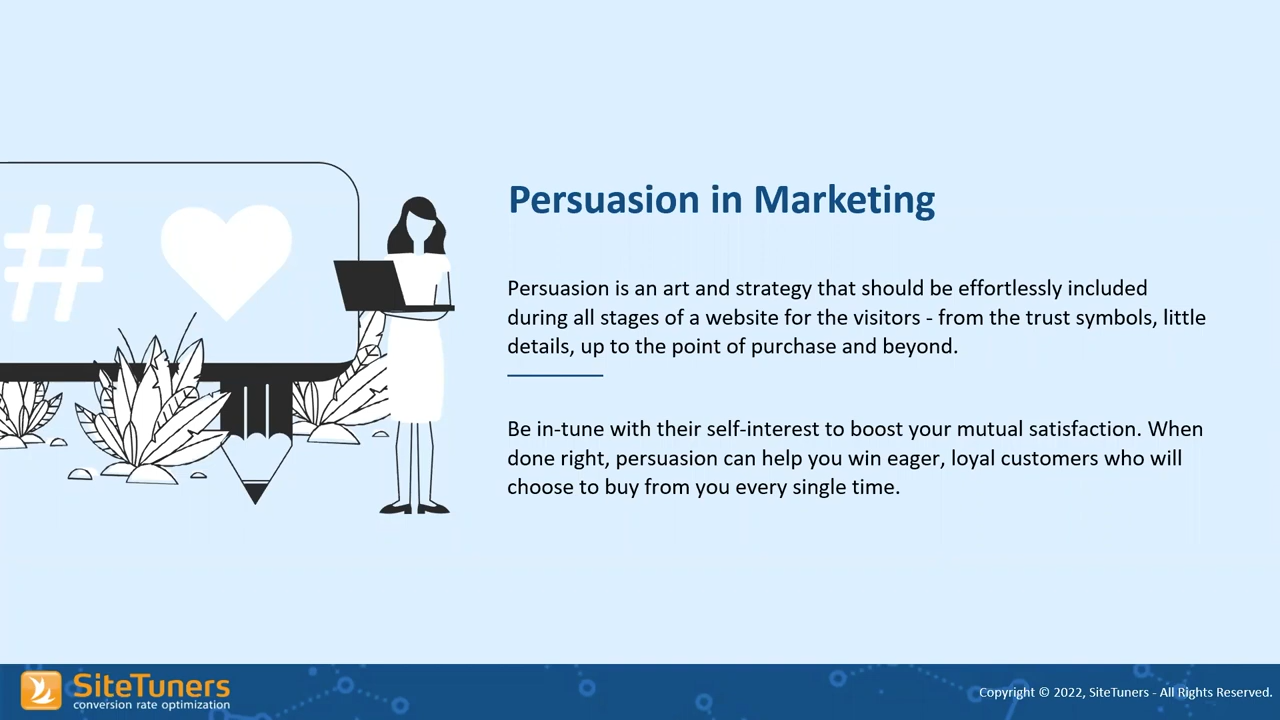 #
Persuasion in Marketing
Persuasion is an art and strategy that should be effortlessly included
during all stages of a website for the visitors - from the trust symbols, little
details, up to the point of purchase and beyond.
Be in-tune with their self-interest to boost your mutual satisfaction. When
done right, persuasion can help you win eager, loyal customers who will
choose to buy from you every single time.
SiteTuners
conversion rate optimization
Copyright © 2022, SiteTuners - All Rights Reserved.